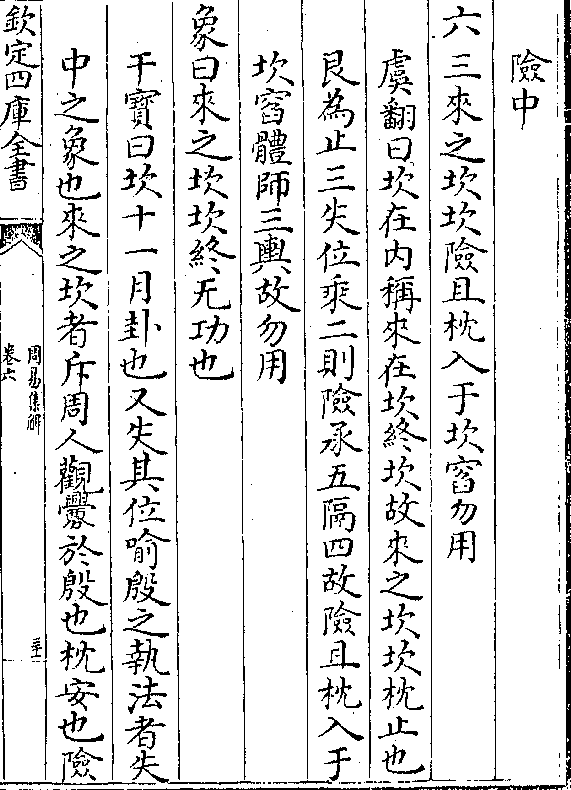 險中
六三來之坎坎險且枕入于坎窞勿用
虞翻曰坎在内稱來在坎終坎故來之坎坎枕止也
艮為止三失位乘二則險承五隔四故險且枕入于
坎窞體師三輿故勿用
象曰來之坎坎終无功也
干寶曰坎十一月卦也又失其位喻殷之執法者失
中之象也來之坎者斥周人觀釁於殷也枕安也險
欽定四庫全書
周易集解
卷六